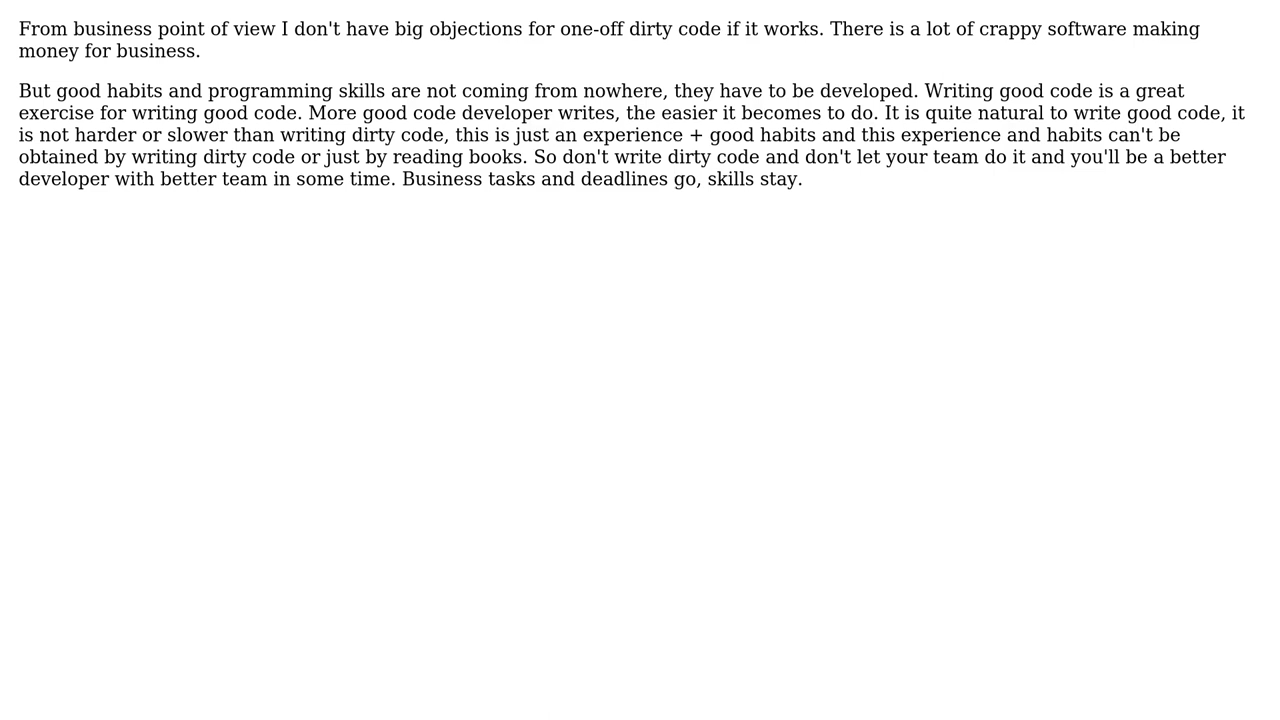 From business point of view I don't have big objections for one-off dirty code if it works. There is a lot of crappy software making
money for business.
But good habits and programming skills are not coming from nowhere, they have to be developed. Writing good code is a great
exercise for writing good code. More good code developer writes, the easier it becomes to do. It is quite natural to write good code, it
is not harder or slower than writing dirty code, this is just an experience + good habits and this experience and habits can't be
obtained by writing dirty code or just by reading books. So don't write dirty code and don't let your team do it and you'll be a better
developer with better team in some time. Business tasks and deadlines go, skills stay.